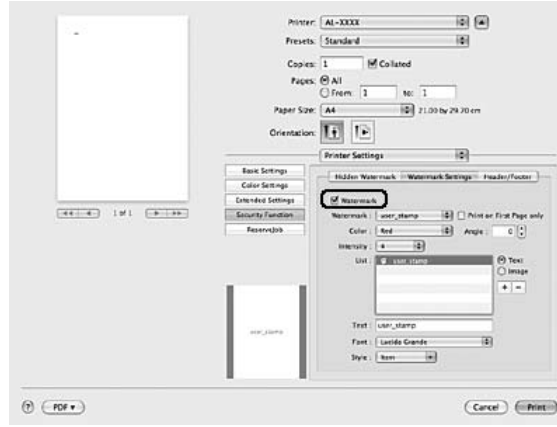 Printer: AL-XXXX
Presets: Standard
Copies: 1 Collated
Pages: All
From: 1 to: 1
Paper Size: A4 21.00 by 29.70 cm
Orientation:
Printer Settings
Basic Settings
Color Settings
Extended Settings
Security Function
ReserveJob
1 of 1
Hidden Watermark Watermark Settings Header/Footer
Watermark
Watermark : user_stamp Print on First Page only
Color : Red Angle : 0
Intensity : 4
List : user_stamp Text
Image
+ -
user_stamp
Text : user_stamp
Font : Lucida Grande
Style : Item
? PDF Cancel Print